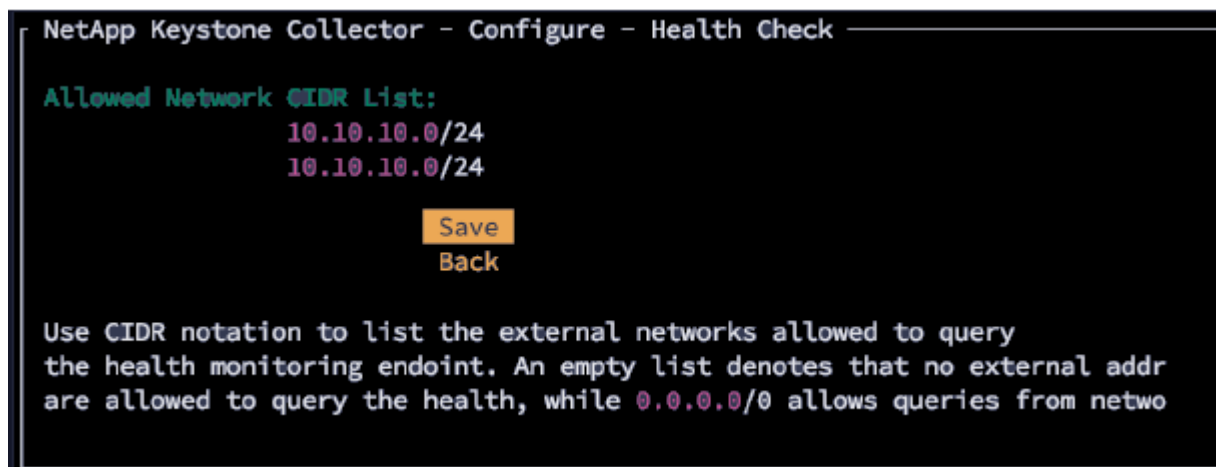 NetApp Keystone Collector - Configure - Health Check
Allowed Network CIDR List:
10.10.10.0/24
10.10.10.0/24
Save
Back
Use CIDR notation to list the external networks allowed to query
the health monitoring endoint. An empty list denotes that no external addr
are allowed to query the health, while 0.0.0.0/0 allows queries from netwo